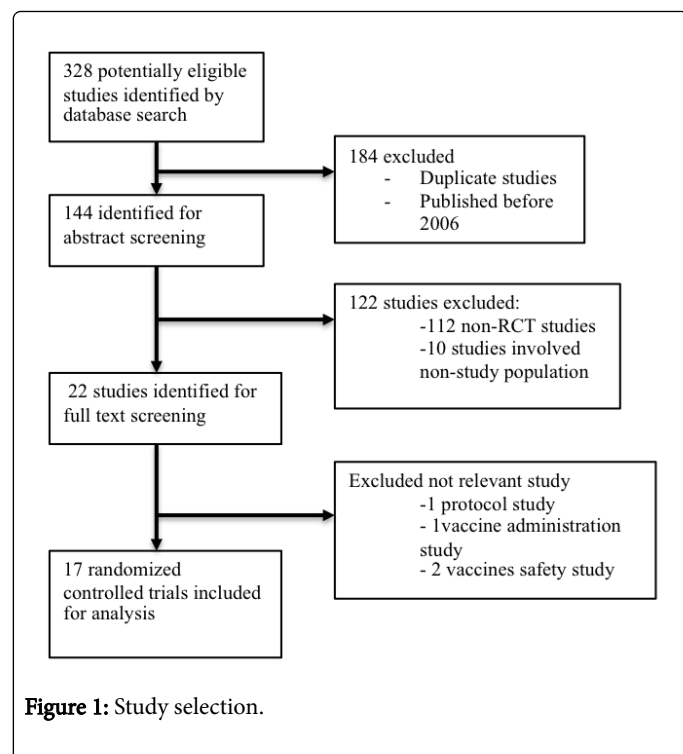 328 potentially eligible
studies identified by
database search
184 excluded
- Duplicate studies
- Published before
2006
144 identified for
abstract screening
122 studies excluded:
-112 non-RCT studies
-10 studies involved
non-study population
22 studies identified for
full text screening
Excluded not relevant study
-1 protocol study
- 1vaccine administration
study
- 2 vaccines safety study
17 randomized
controlled trials included
for analysis
Figure 1: Study selection.